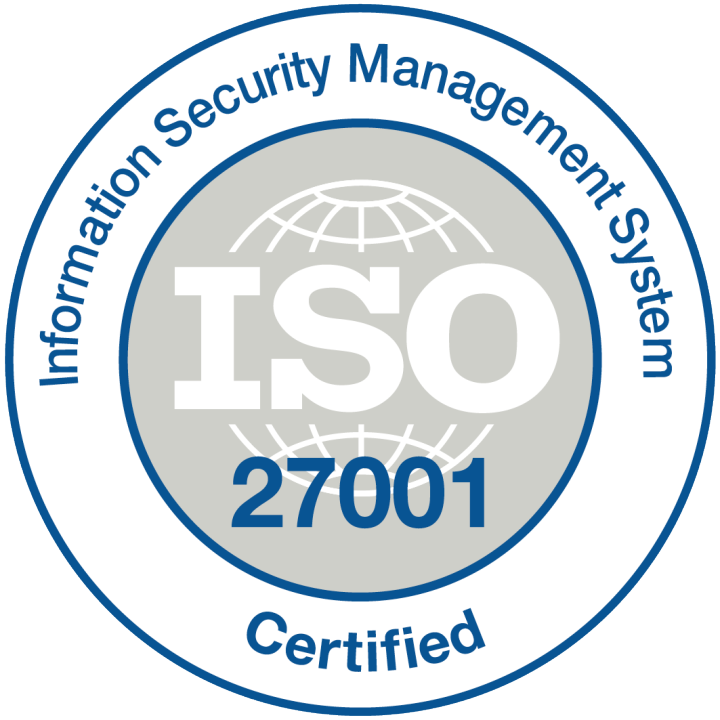 Information Security Management System
ISO
27001
Certified